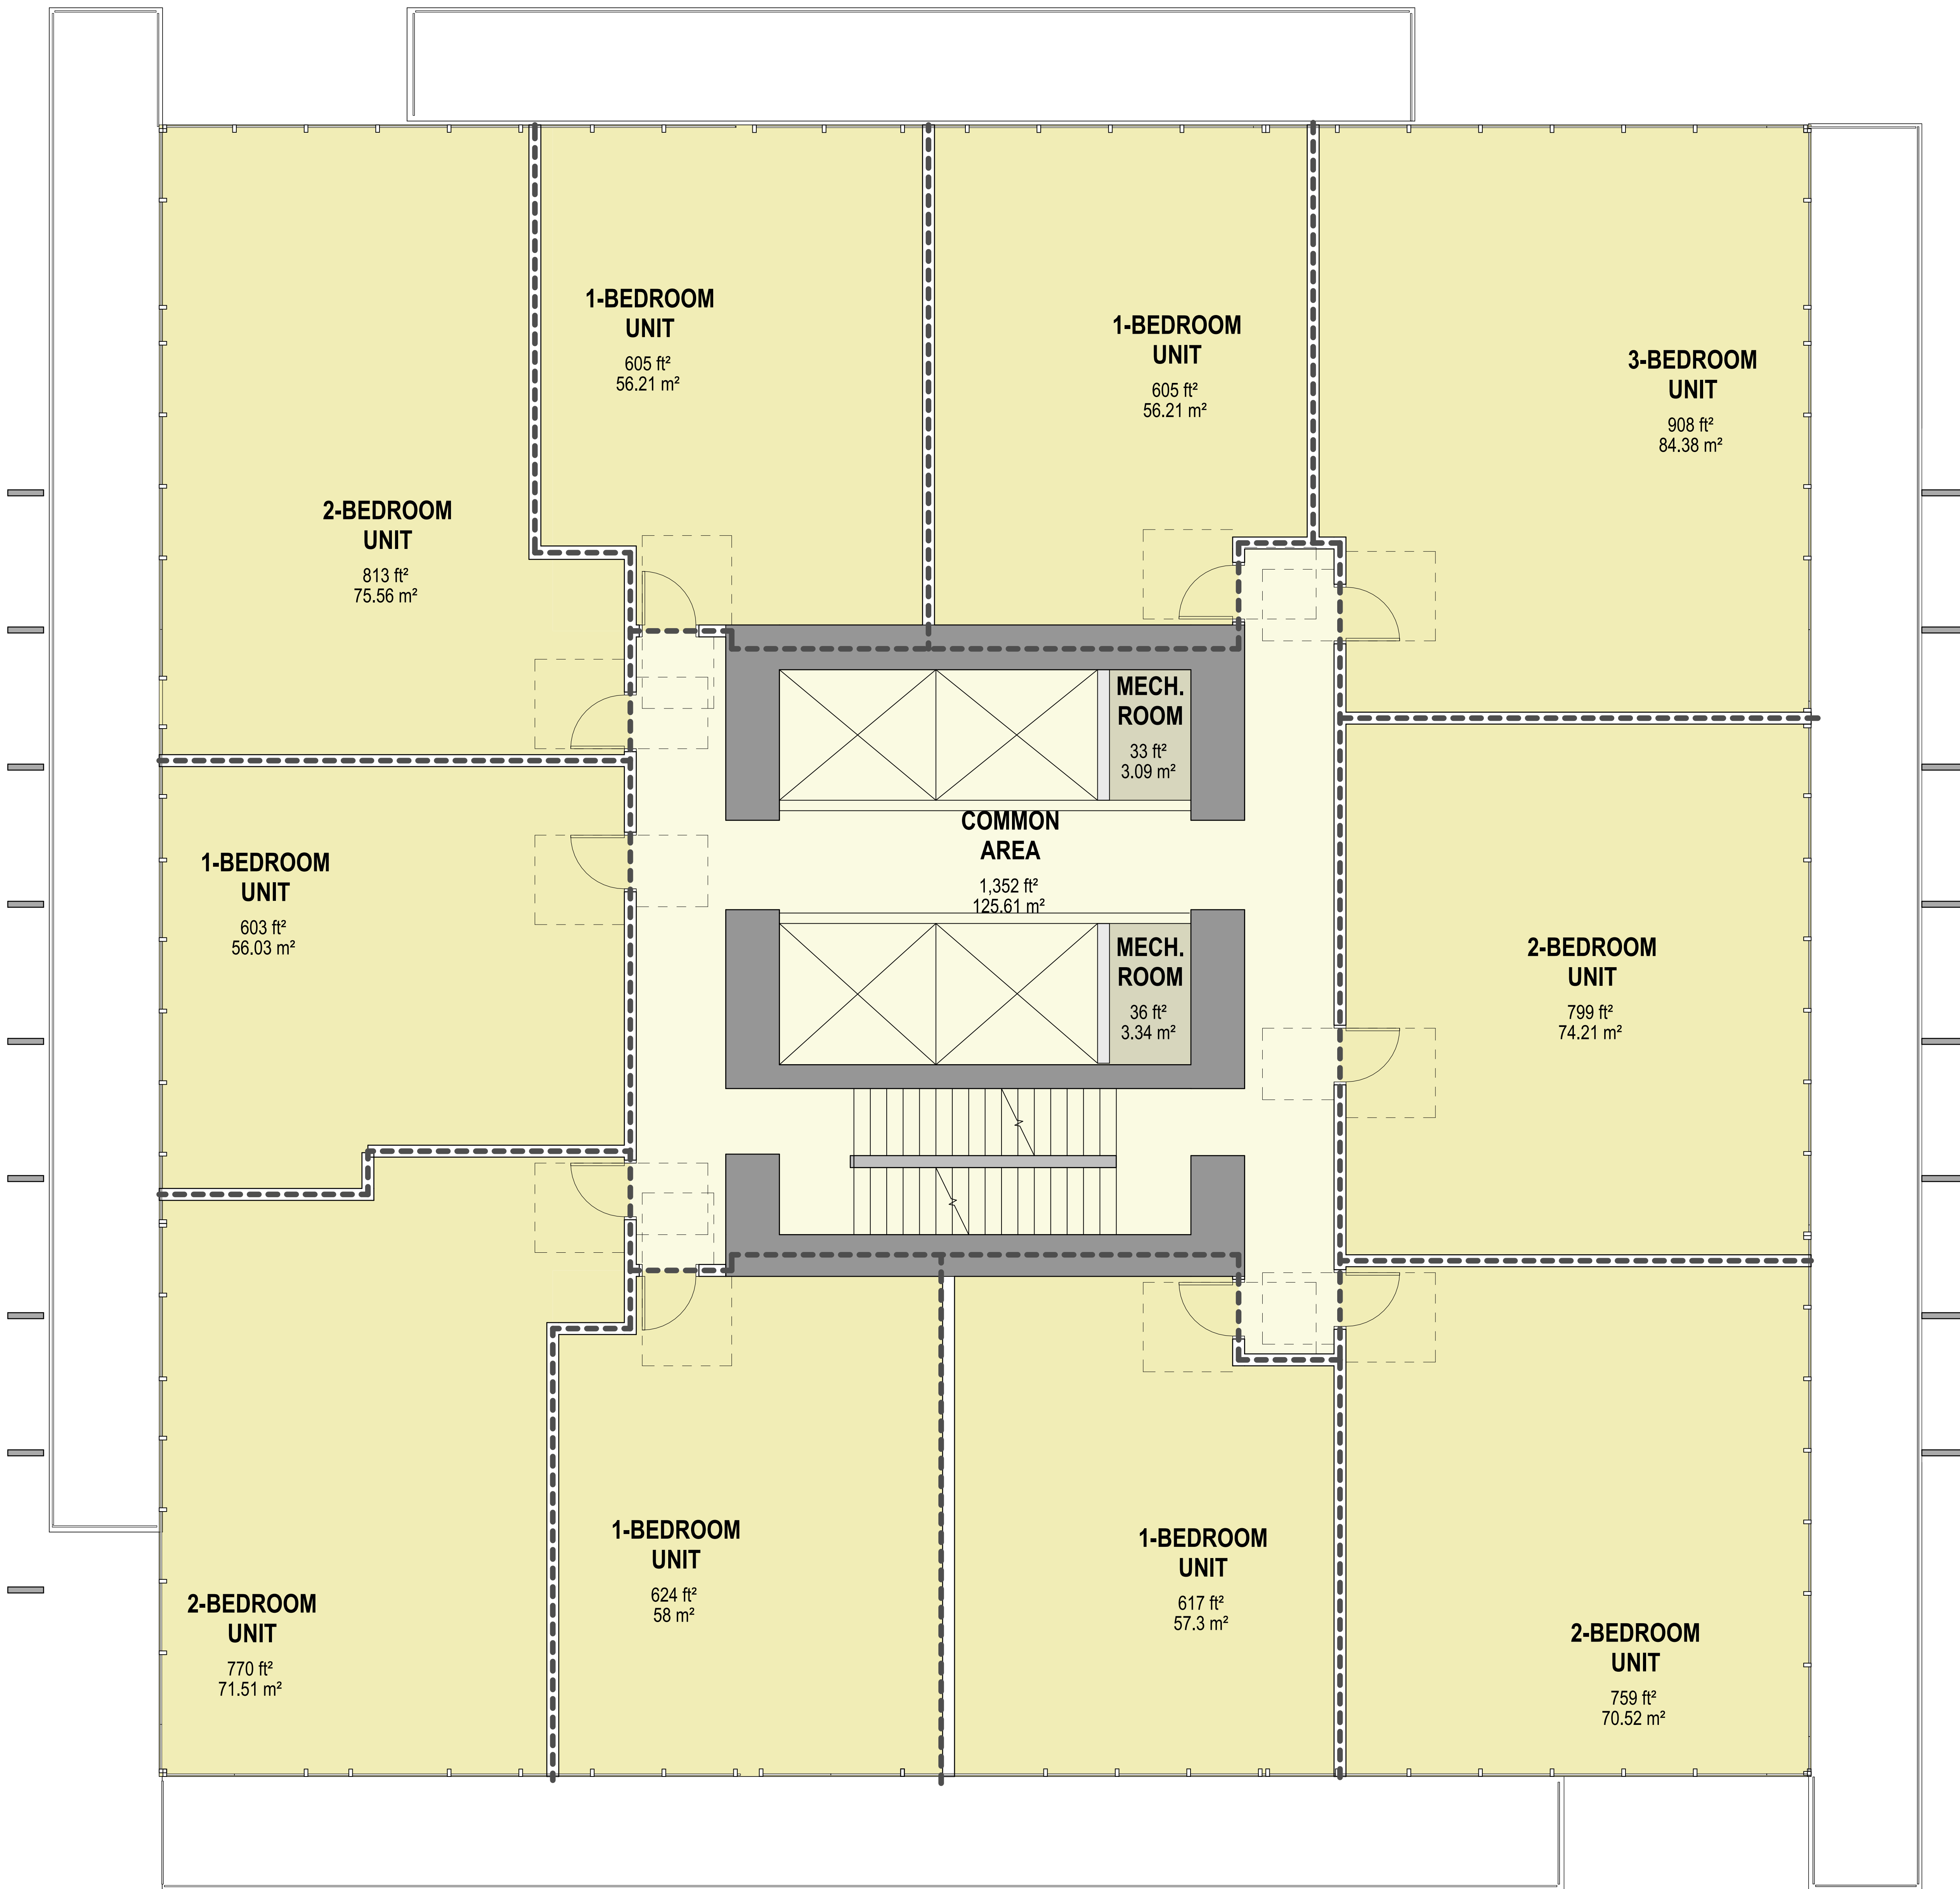 1-BEDROOM
UNIT
605 ft²
56.21 m²
1-BEDROOM
UNIT
605 ft²
56.21 m²
3-BEDROOM
UNIT
908 ft²
84.38 m²
2-BEDROOM
UNIT
813 ft²
75.56 m²
MECH.
ROOM
33 ft²
3.09 m²
COMMON
AREA
1,352 ft²
125.61 m²
1-BEDROOM
UNIT
603 ft²
56.03 m²
MECH.
ROOM
36 ft²
3.34 m²
2-BEDROOM
UNIT
799 ft²
74.21 m²
2-BEDROOM
UNIT
770 ft²
71.51 m²
1-BEDROOM
UNIT
624 ft²
58 m²
1-BEDROOM
UNIT
617 ft²
57.3 m²
2-BEDROOM
UNIT
759 ft²
70.52 m²